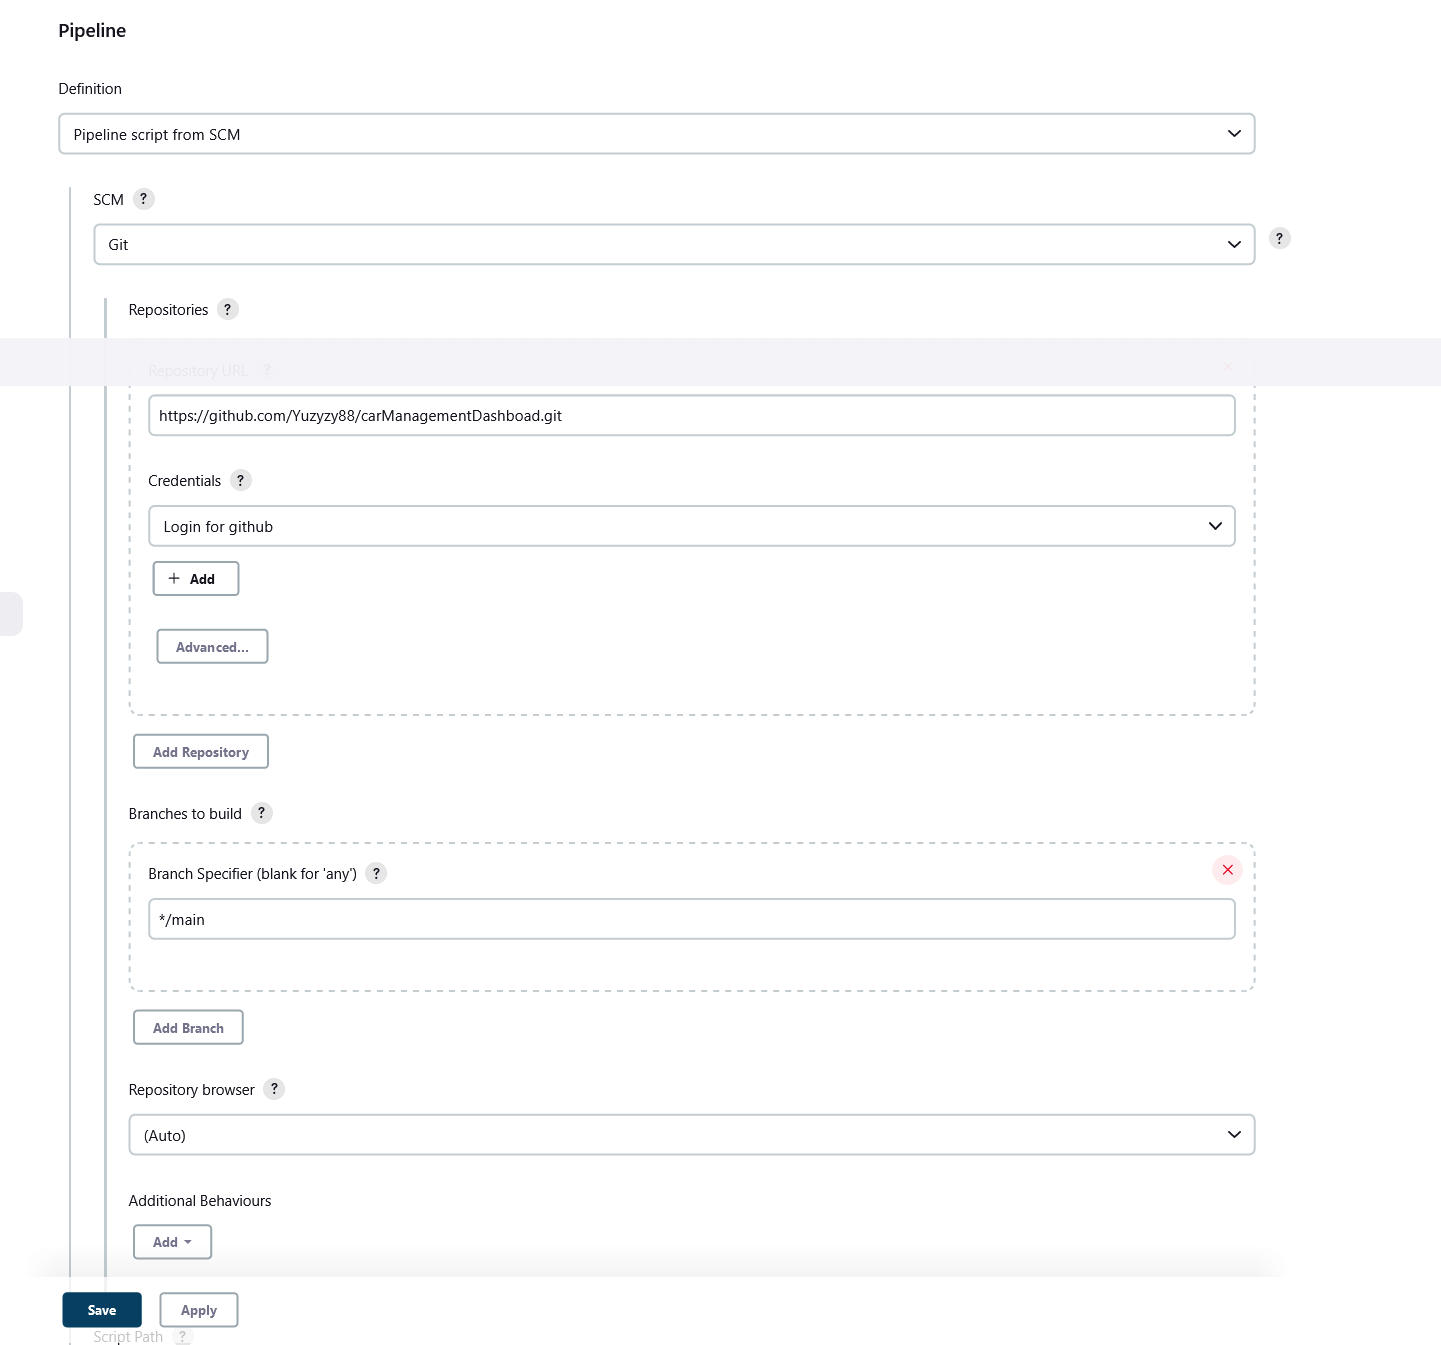 Pipeline
Definition
Pipeline script from SCM
SCM ?
Git
?
Repositories ?
Repository URL ?
https://github.com/Yuzyzy88/carManagementDashboad.git
Credentials ?
Login for github
+ Add
Advanced...
Add Repository
Branches to build ?
Branch Specifier (blank for 'any') ?
*/main
Add Branch
Repository browser ?
(Auto)
Additional Behaviours
Add
Save
Apply
Script Path ?